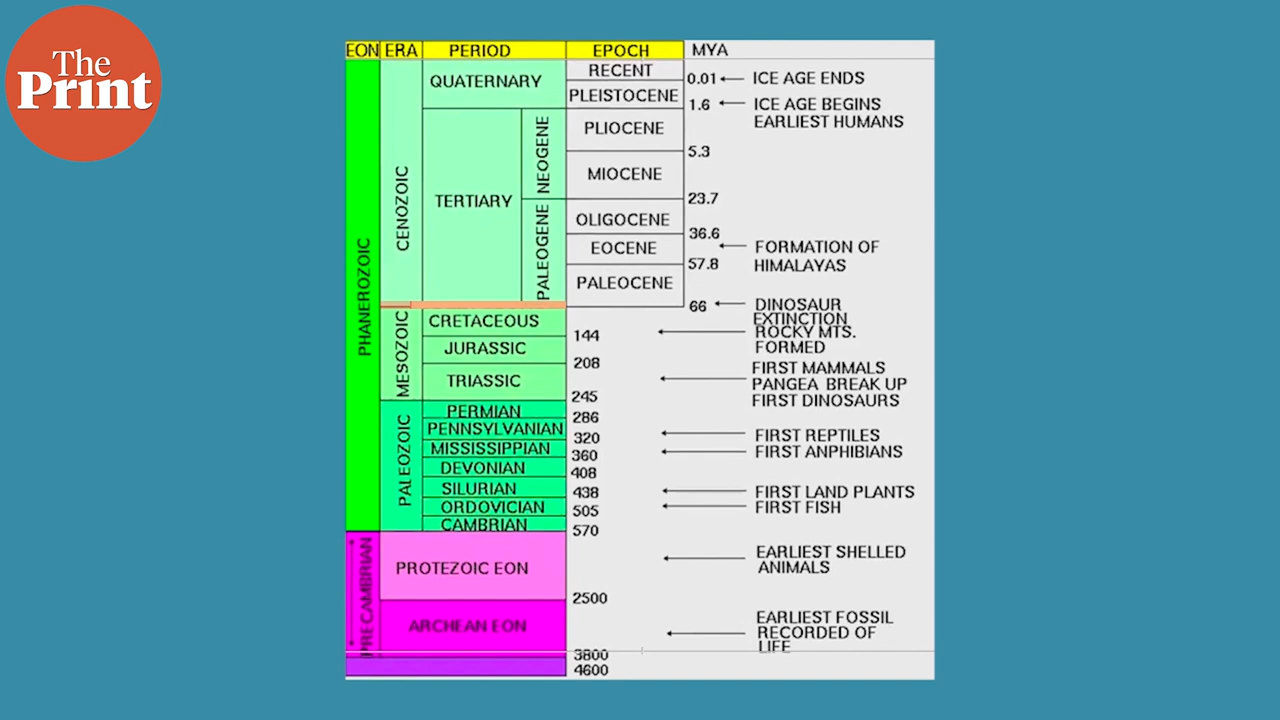 The
Print
EON ERA PERIOD EPOCH MYA
PHANEROZOIC
CENOZOIC
QUATERNARY
RECENT
0.01 ICE AGE ENDS
PLEISTOCENE
1.6 ICE AGE BEGINS
EARLIEST HUMANS
TERTIARY
NEOGENE
PLIOCENE
5.3
MIOCENE
23.7
PALEOGENE
OLIGOCENE
36.6
EOCENE
FORMATION OF
HIMALAYAS
57.8
PALEOCENE
66 DINOSAUR
EXTINCTION
MESOZOIC
CRETACEOUS
ROCKY MTS.
FORMED
144
JURASSIC
208
TRIASSIC
FIRST MAMMALS
PANGEA BREAK UP
FIRST DINOSAURS
245
PALEOZOIC
PERMIAN
286
PENNSYLVANIAN
FIRST REPTILES
320
MISSISSIPPIAN
FIRST ANPHIBIANS
360
DEVONIAN
408
SILURIAN
FIRST LAND PLANTS
438
ORDOVICIAN
FIRST FISH
505
CAMBRIAN
570
PRECAMBRIAN
PROTEZOIC EON
EARLIEST SHELLED
ANIMALS
2500
ARCHEAN EON
EARLIEST FOSSIL
RECORDED OF
LIFE
3800
4600